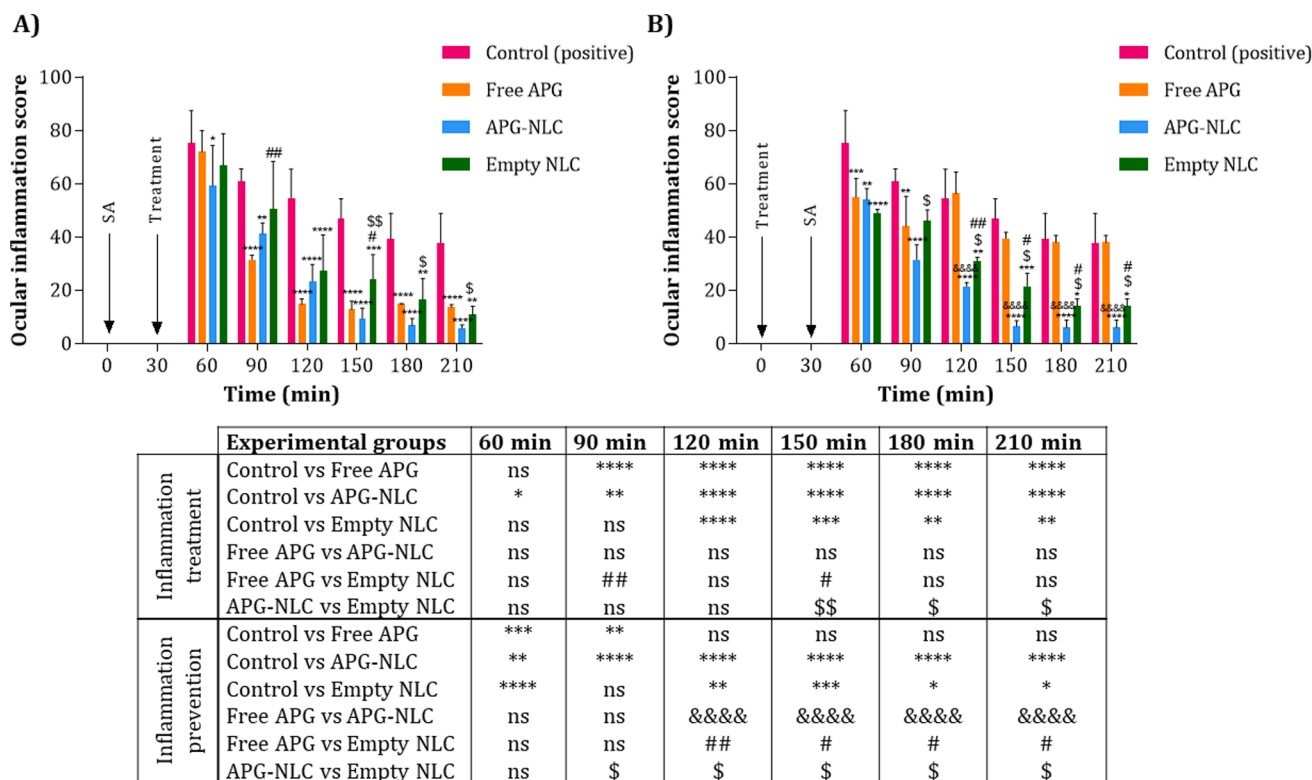 A)
Control (positive)
Free APG
APG-NLC
Empty NLC
Ocular inflammation score
100
80
60
40
20
0
SA
Treatment
*
****
**
##
****
****
****
****
****
***
#
$$
****
****
**
$
****
****
**
$
0 30 60 90 120 150 180 210
Time (min)
B)
Control (positive)
Free APG
APG-NLC
Empty NLC
Ocular inflammation score
100
80
60
40
20
0
Treatment
SA
***
**
****
**
****
$
&&&&
****
##
$
**
&&&&
****
#
$
***
&&&&
****
#
$
*
&&&&
****
#
$
*
0 30 60 90 120 150 180 210
Time (min)
Experimental groups 60 min 90 min 120 min 150 min 180 min 210 min
Inflammation
treatment
Control vs Free APG ns **** **** **** **** ****
Control vs APG-NLC * ** **** **** **** ****
Control vs Empty NLC ns ns **** *** ** **
Free APG vs APG-NLC ns ns ns ns ns ns
Free APG vs Empty NLC ns ## ns # ns ns
APG-NLC vs Empty NLC ns ns ns $$ $ $
Inflammation
prevention
Control vs Free APG *** ** ns ns ns ns
Control vs APG-NLC ** **** **** **** **** ****
Control vs Empty NLC **** ns ** *** * *
Free APG vs APG-NLC ns ns &&&& &&&& &&&& &&&&
Free APG vs Empty NLC ns ns ## # # #
APG-NLC vs Empty NLC ns $ $ $ $ $